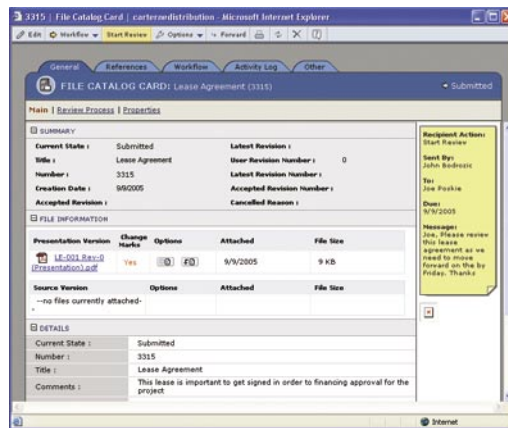 3315 | File Catalog Card | carternedistribution - Microsoft Internet Explorer
Edit Workflow Start Review Options Forward
General References Workflow Activity Log Other
FILE CATALOG CARD: Lease Agreement (3315) Submitted
Main | Review Process | Properties
SUMMARY
Current State : Submitted Latest Revision :
Title : Lease Agreement User Revision Number : 0
Number : 3315 Latest Revision Number :
Creation Date : 9/9/2005 Accepted Revision Number :
Accepted Revision : Cancelled Reason :
FILE INFORMATION
Presentation Version Change Marks Options Attached File Size
LE-001 Rev-0 (Presentation).pdf Yes 9/9/2005 9 KB
Source Version Options Attached File Size
--no files currently attached--
DETAILS
Current State : Submitted
Number : 3315
Title : Lease Agreement
Comments : This lease is important to get signed in order to financing approval for the
project
Recipient Action:
Start Review
Sent By:
John Bodrozic
To:
Joe Poskie
Due:
9/9/2005
Message:
Joe, Please review
this lease
agreement as we
need to move
forward on the by
Friday. Thanks
Internet